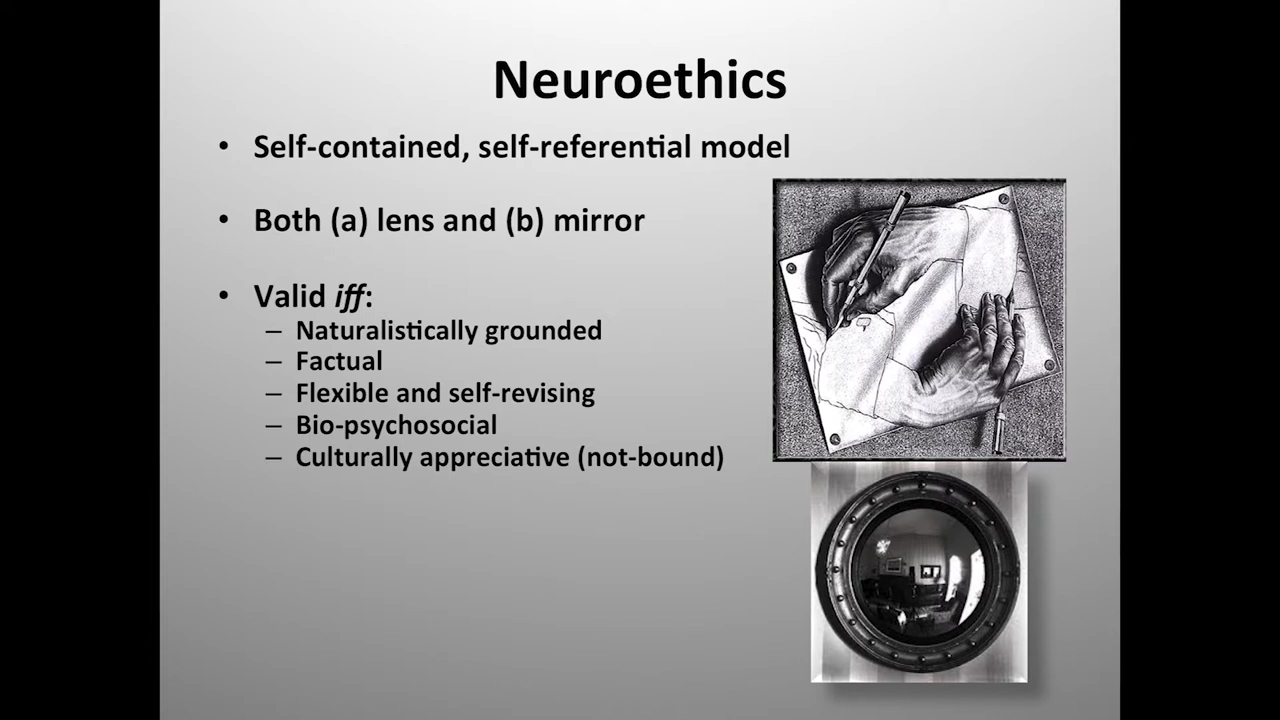 Neuroethics
• Self-contained, self-referential model
• Both (a) lens and (b) mirror
• Valid iff:
– Naturalistically grounded
– Factual
– Flexible and self-revising
– Bio-psychosocial
– Culturally appreciative (not-bound)